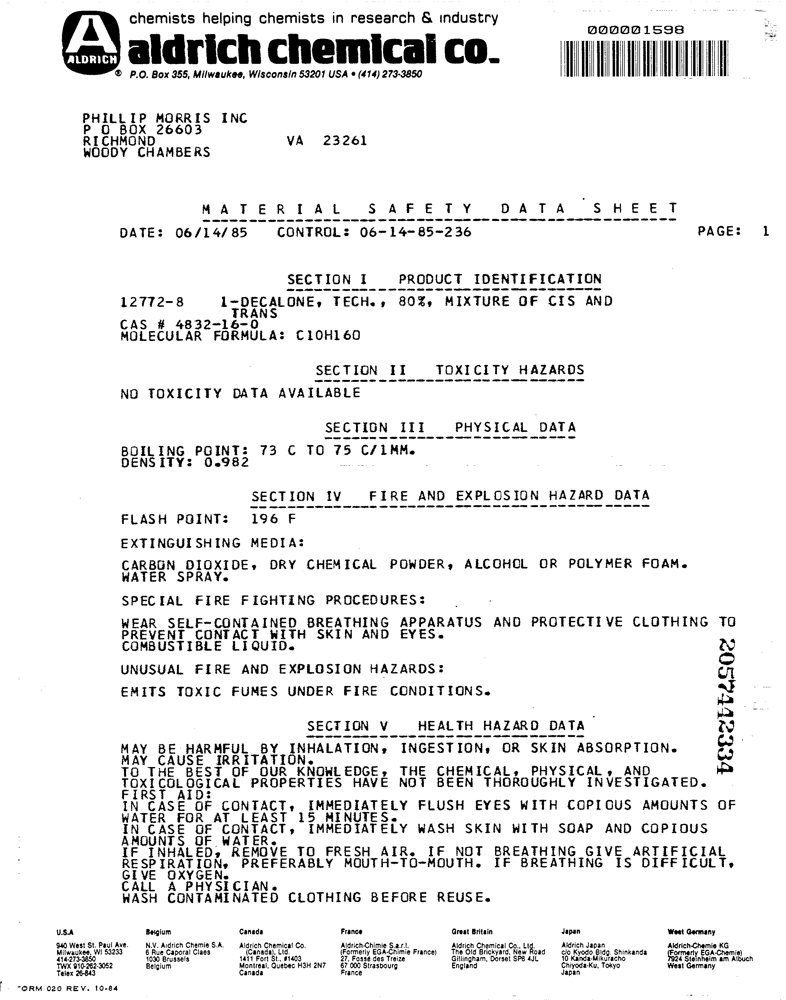 chemists helping chemists in research & industry
aldrich chemical co.
ALDRICH
® P.O. Box 355, Milwaukee, Wisconsin 53201 USA • (414) 273-3850
000001598
PHILLIP MORRIS INC
P O BOX 26603
RICHMOND VA 23261
WOODY CHAMBERS
MATERIAL SAFETY DATA SHEET
DATE: 06/14/85 CONTROL: 06-14-85-236 PAGE: 1
SECTION I PRODUCT IDENTIFICATION
12772-8 1-DECALONE, TECH., 80%, MIXTURE OF CIS AND
TRANS
CAS # 4832-16-0
MOLECULAR FORMULA: C10H16O
SECTION II TOXICITY HAZARDS
NO TOXICITY DATA AVAILABLE
SECTION III PHYSICAL DATA
BOILING POINT: 73 C TO 75 C/1MM.
DENSITY: 0.982
SECTION IV FIRE AND EXPLOSION HAZARD DATA
FLASH POINT: 196 F
EXTINGUISHING MEDIA:
CARBON DIOXIDE, DRY CHEMICAL POWDER, ALCOHOL OR POLYMER FOAM.
WATER SPRAY.
SPECIAL FIRE FIGHTING PROCEDURES:
WEAR SELF-CONTAINED BREATHING APPARATUS AND PROTECTIVE CLOTHING TO
PREVENT CONTACT WITH SKIN AND EYES.
COMBUSTIBLE LIQUID.
UNUSUAL FIRE AND EXPLOSION HAZARDS:
EMITS TOXIC FUMES UNDER FIRE CONDITIONS.
2057442334
SECTION V HEALTH HAZARD DATA
MAY BE HARMFUL BY INHALATION, INGESTION, OR SKIN ABSORPTION.
MAY CAUSE IRRITATION.
TO THE BEST OF OUR KNOWLEDGE, THE CHEMICAL, PHYSICAL, AND
TOXICOLOGICAL PROPERTIES HAVE NOT BEEN THOROUGHLY INVESTIGATED.
FIRST AID:
IN CASE OF CONTACT, IMMEDIATELY FLUSH EYES WITH COPIOUS AMOUNTS OF
WATER FOR AT LEAST 15 MINUTES.
IN CASE OF CONTACT, IMMEDIATELY WASH SKIN WITH SOAP AND COPIOUS
AMOUNTS OF WATER.
IF INHALED, REMOVE TO FRESH AIR. IF NOT BREATHING GIVE ARTIFICIAL
RESPIRATION, PREFERABLY MOUTH-TO-MOUTH. IF BREATHING IS DIFFICULT,
GIVE OXYGEN.
CALL A PHYSICIAN.
WASH CONTAMINATED CLOTHING BEFORE REUSE.
U.S.A
940 West St. Paul Ave.
Milwaukee, WI 53233
414-273-3850
TWX 910-262-3052
Telex 26-843
Belgium
N.V. Aldrich Chemie S.A.
6 Rue Caporal Claes
1030 Brussels
Belgium
Canada
Aldrich Chemical Co.
(Canada), Ltd.
1411 Fort St., #1403
Montreal, Quebec H3H 2N7
Canada
France
Aldrich-Chimie S.a.r.l.
(Formerly EGA-Chimie France)
27, Fossé des Treize
67 000 Strasbourg
France
Great Britain
Aldrich Chemical Co., Ltd.
The Old Brickyard, New Road
Gillingham, Dorset SP8 4JL
England
Japan
Aldrich Japan
c/o Kyodo Bldg. Shinkanda
10 Kanda-Mikuracho
Chiyoda-Ku, Tokyo
Japan
West Germany
Aldrich-Chemie KG
(Formerly EGA-Chemie)
7924 Steinheim am Albuch
West Germany
FORM 020 REV. 10-84